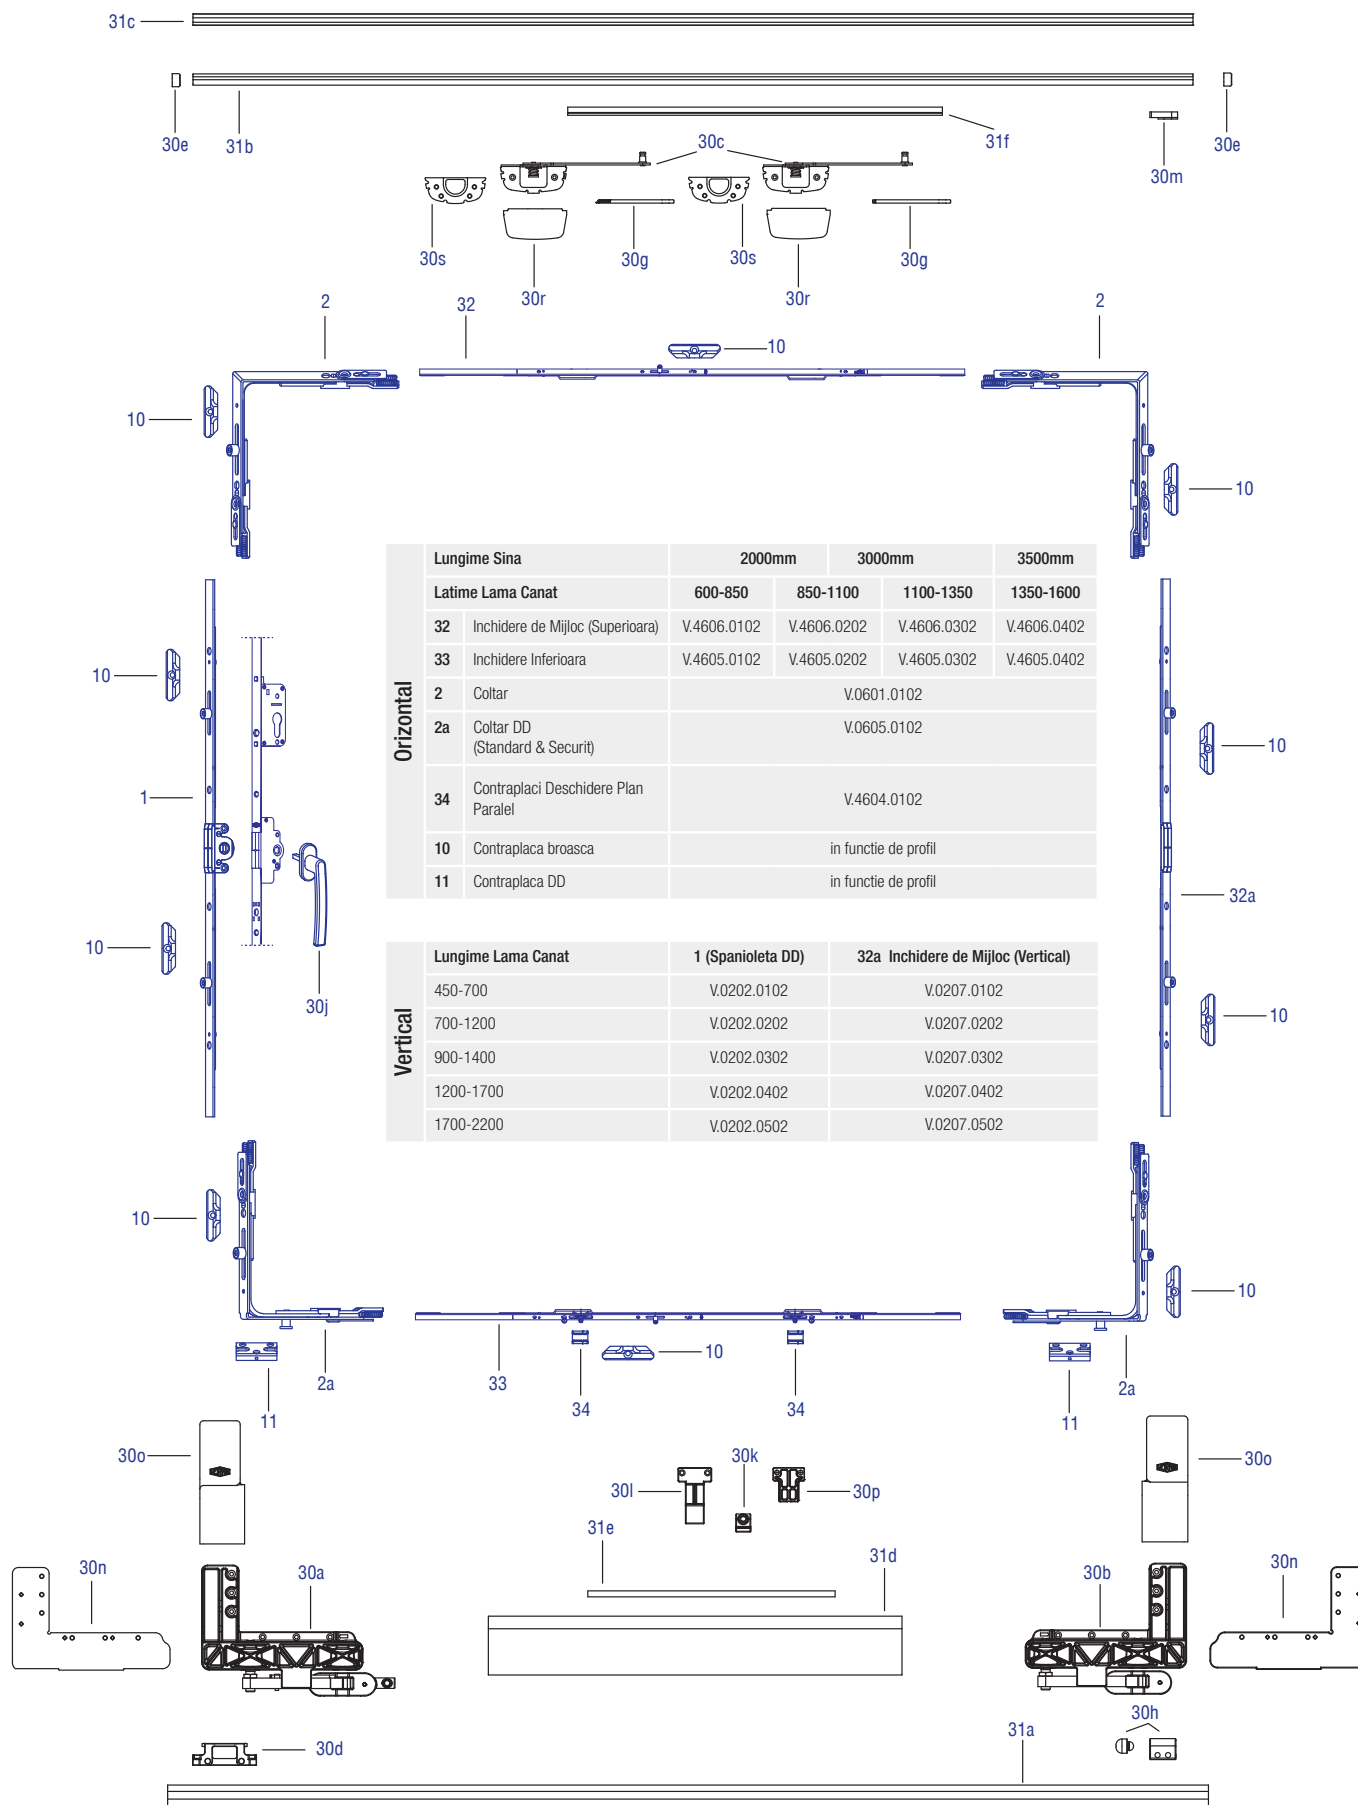 31c
30e
31b
31f
30c
30m
30e
30s
30g
30s
30g
30r
30r
2
32
10
2
10
10
Orizontal
Lungime Sina 2000mm 3000mm 3500mm
Latime Lama Canat 600-850 850-1100 1100-1350 1350-1600
32 Inchidere de Mijloc (Superioara) V.4606.0102 V.4606.0202 V.4606.0302 V.4606.0402
33 Inchidere Inferioara V.4605.0102 V.4605.0202 V.4605.0302 V.4605.0402
2 Coltar V.0601.0102
2a Coltar DD V.0605.0102
(Standard & Securit)
34 Contraplaci Deschidere Plan
Paralel V.4604.0102
10 Contraplaca broasca in functie de profil
11 Contraplaca DD in functie de profil
10
10
1
32a
10
30j
10
Vertical
Lungime Lama Canat 1 (Spanioleta DD) 32a Inchidere de Mijloc (Vertical)
450-700 V.0202.0102 V.0207.0102
700-1200 V.0202.0202 V.0207.0202
900-1400 V.0202.0302 V.0207.0302
1200-1700 V.0202.0402 V.0207.0402
1700-2200 V.0202.0502 V.0207.0502
10
10
2a
33
10
2a
11
34
34
11
30o
30k
30o
30l
30p
31e
31d
30n
30a
30b
30n
30h
30d
31a